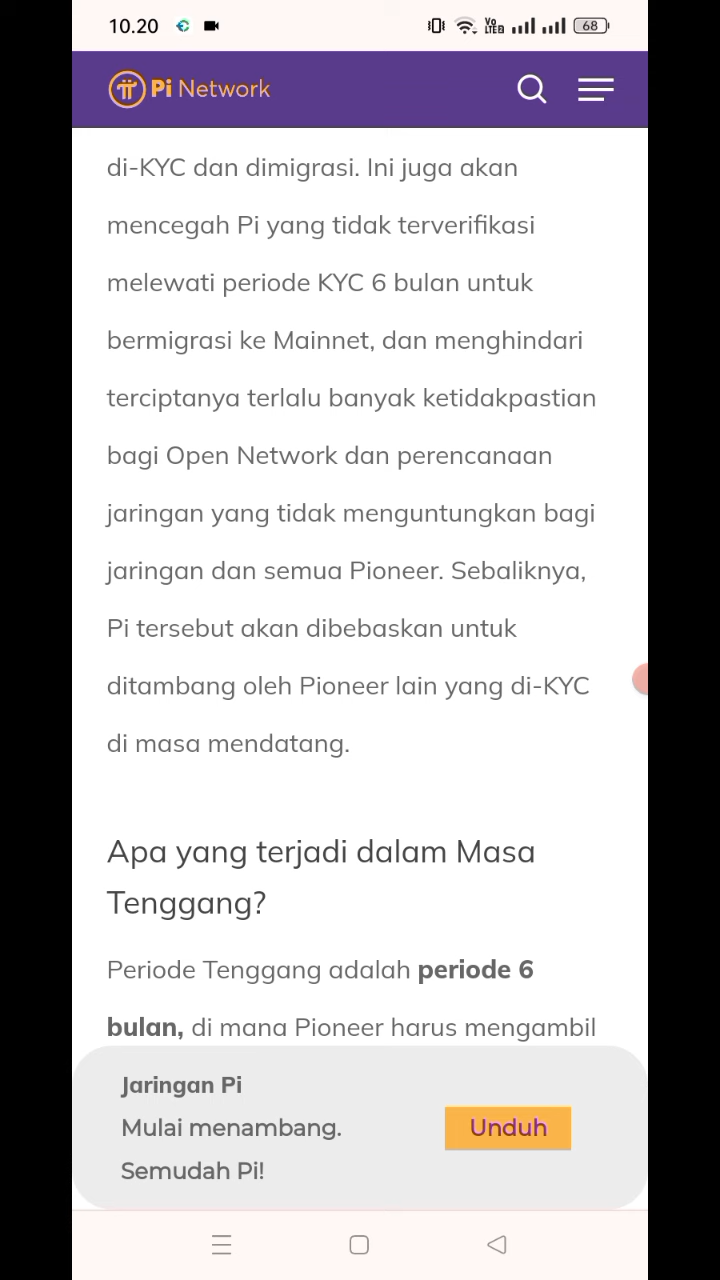 10.20
VoLTE2
68
Pi Network
di-KYC dan dimigrasi. Ini juga akan
mencegah Pi yang tidak terverifikasi
melewati periode KYC 6 bulan untuk
bermigrasi ke Mainnet, dan menghindari
terciptanya terlalu banyak ketidakpastian
bagi Open Network dan perencanaan
jaringan yang tidak menguntungkan bagi
jaringan dan semua Pioneer. Sebaliknya,
Pi tersebut akan dibebaskan untuk
ditambang oleh Pioneer lain yang di-KYC
di masa mendatang.
Apa yang terjadi dalam Masa
Tenggang?
Periode Tenggang adalah periode 6
bulan, di mana Pioneer harus mengambil
Jaringan Pi
Mulai menambang.
Semudah Pi!
Unduh